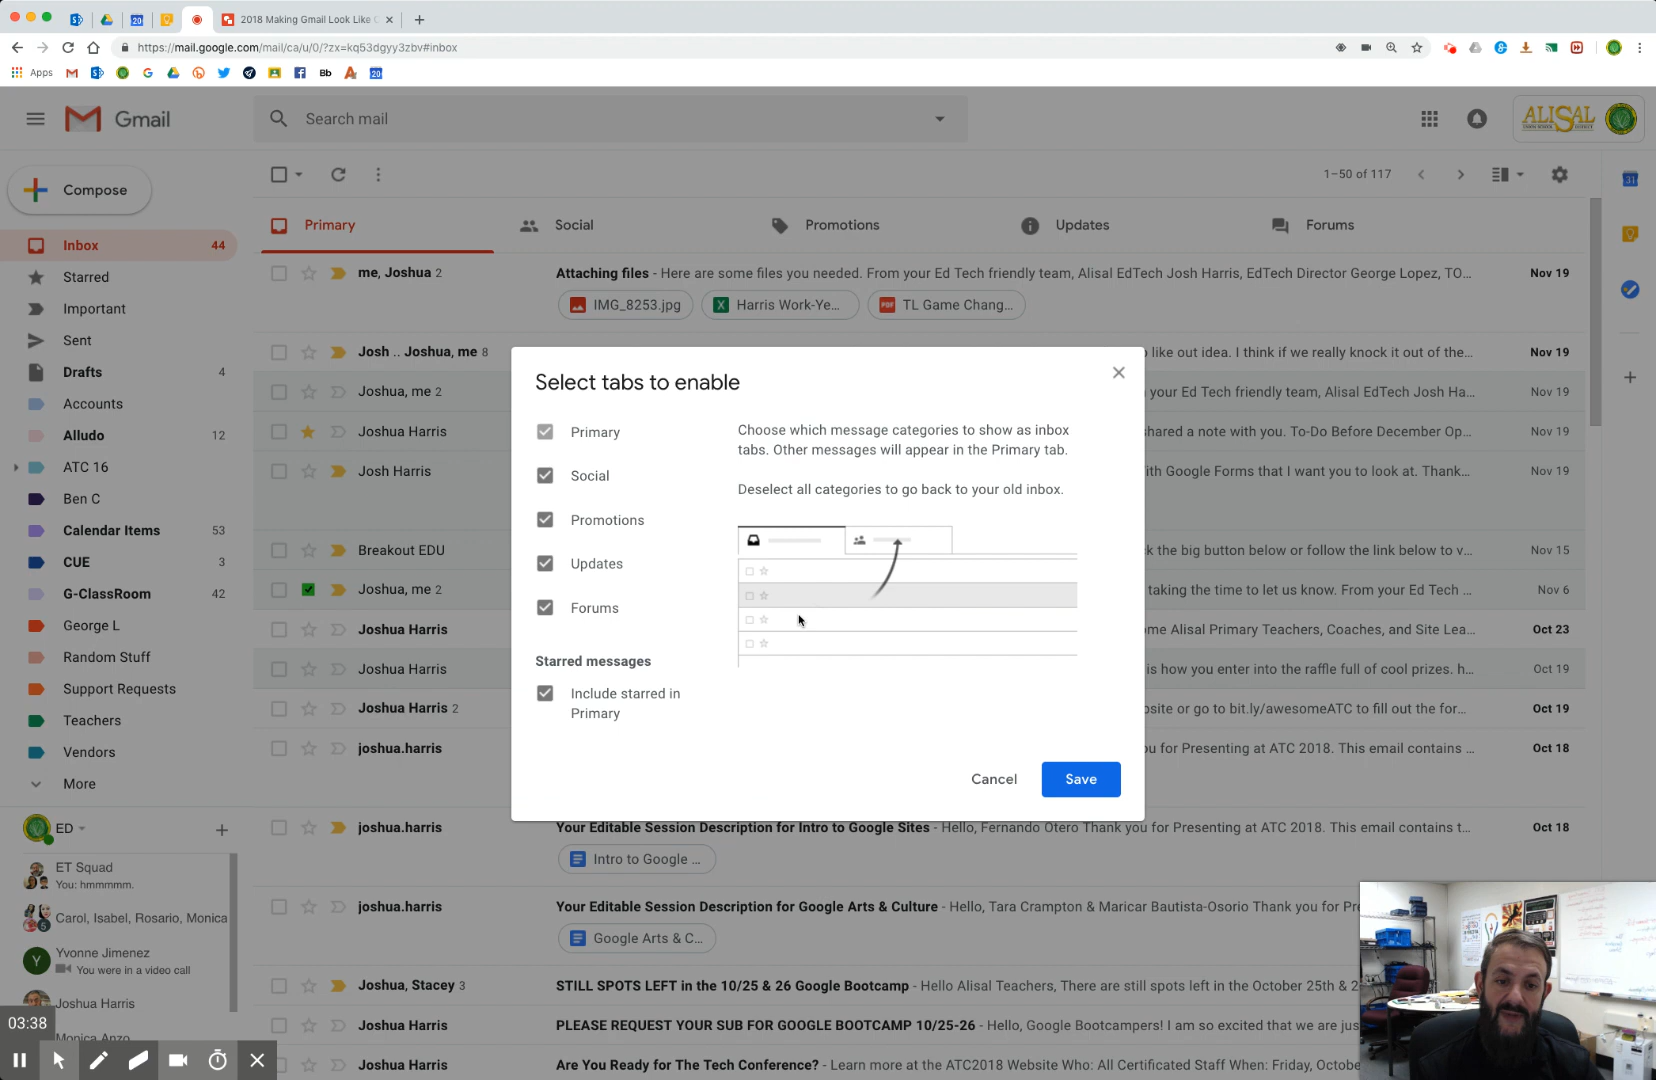 2018 Making Gmail Look Like
https://mail.google.com/mail/ca/u/0/?zx=kq53dgyy3zbv#inbox
Apps
Bb
20
Gmail
Search mail
ALISAL
Compose
1–50 of 117
Primary
Social
Promotions
Updates
Forums
Inbox 44
Starred
Important
Sent
Drafts 4
Accounts
Alludo 12
ATC 16
Ben C
Calendar Items 53
CUE 3
G-ClassRoom 42
George L
Random Stuff
Support Requests
Teachers
Vendors
More
ED
ET Squad
You: hmmmmm.
Carol, Isabel, Rosario, Monica
5
Y
Yvonne Jimenez
You were in a video call
Joshua Harris
Monica Anzo
03:38
me, Joshua 2 Attaching files - Here are some files you needed. From your Ed Tech friendly team, Alisal EdTech Josh Harris, EdTech Director George Lopez, TO... Nov 19
IMG_8253.jpg
X Harris Work-Ye...
PDF TL Game Chang...
Josh .. Joshua, me 8 like out idea. I think if we really knock it out of the... Nov 19
Joshua, me 2 your Ed Tech friendly team, Alisal EdTech Josh Ha... Nov 19
Joshua Harris shared a note with you. To-Do Before December Op... Nov 19
Josh Harris ith Google Forms that I want you to look at. Thank... Nov 19
Breakout EDU ck the big button below or follow the link below to v... Nov 15
Joshua, me 2 taking the time to let us know. From your Ed Tech ... Nov 6
Joshua Harris me Alisal Primary Teachers, Coaches, and Site Lea... Oct 23
Joshua Harris is how you enter into the raffle full of cool prizes. h... Oct 19
Joshua Harris 2 bsite or go to bit.ly/awesomeATC to fill out the for... Oct 19
joshua.harris ou for Presenting at ATC 2018. This email contains ... Oct 18
joshua.harris Your Editable Session Description for Intro to Google Sites - Hello, Fernando Otero Thank you for Presenting at ATC 2018. This email contains t... Oct 18
Intro to Google ...
joshua.harris Your Editable Session Description for Google Arts & Culture - Hello, Tara Crampton & Maricar Bautista-Osorio Thank you for Pre
Google Arts & C...
Joshua, Stacey 3 STILL SPOTS LEFT in the 10/25 & 26 Google Bootcamp - Hello Alisal Teachers, There are still spots left in the October 25th & 2
Joshua Harris PLEASE REQUEST YOUR SUB FOR GOOGLE BOOTCAMP 10/25-26 - Hello, Google Bootcampers! I am so excited that we are jus
Joshua Harris Are You Ready for The Tech Conference? - Learn more at the ATC2018 Website Who: All Certificated Staff When: Friday, Octobe
Select tabs to enable
Primary
Social
Promotions
Updates
Forums
Starred messages
Include starred in
Primary
Choose which message categories to show as inbox
tabs. Other messages will appear in the Primary tab.
Deselect all categories to go back to your old inbox.
Cancel
Save
31